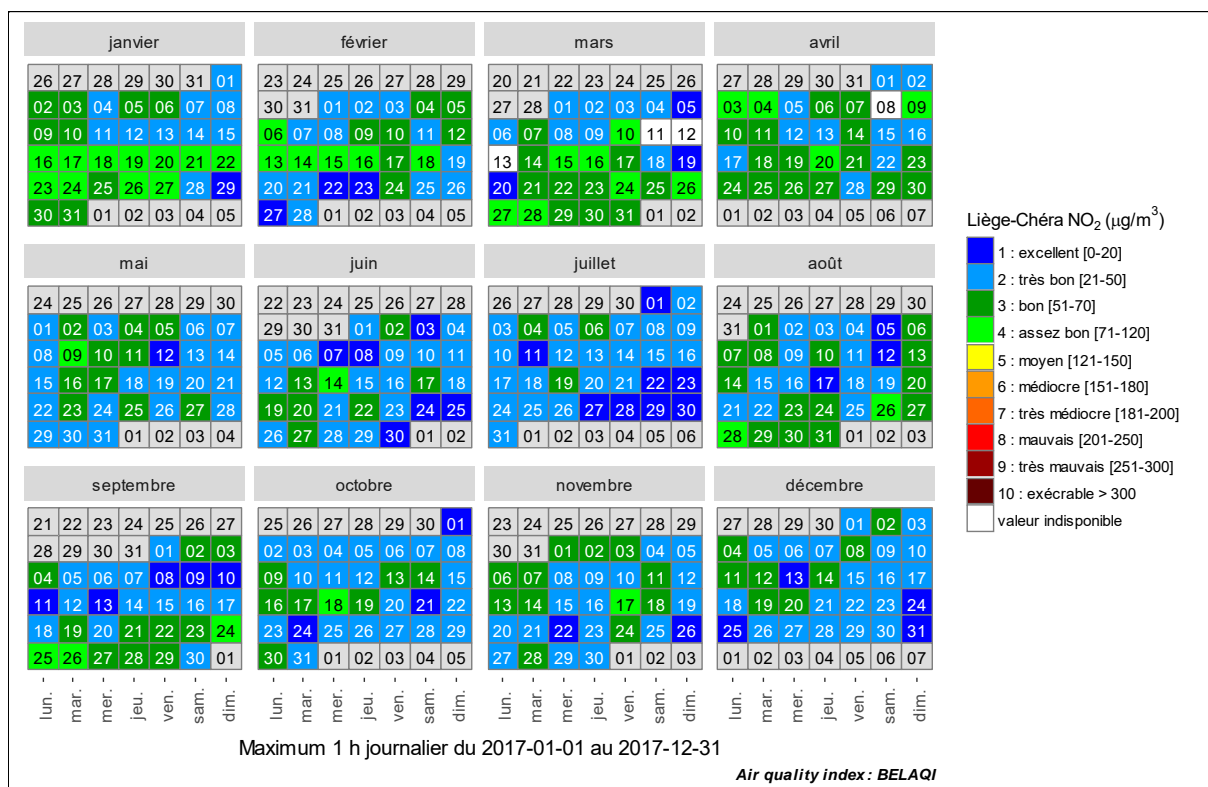 janvier février mars avril
26 27 28 29 30 31 01 23 24 25 26 27 28 29 20 21 22 23 24 25 26 27 28 29 30 31 01 02
02 03 04 05 06 07 08 30 31 01 02 03 04 05 27 28 01 02 03 04 05 03 04 05 06 07 08 09
09 10 11 12 13 14 15 06 07 08 09 10 11 12 06 07 08 09 10 11 12 10 11 12 13 14 15 16
16 17 18 19 20 21 22 13 14 15 16 17 18 19 13 14 15 16 17 18 19 17 18 19 20 21 22 23
23 24 25 26 27 28 29 20 21 22 23 24 25 26 20 21 22 23 24 25 26 24 25 26 27 28 29 30
30 31 01 02 03 04 05 27 28 01 02 03 04 05 27 28 29 30 31 01 02 01 02 03 04 05 06 07
mai juin juillet août
24 25 26 27 28 29 30 22 23 24 25 26 27 28 26 27 28 29 30 01 02 24 25 26 27 28 29 30
01 02 03 04 05 06 07 29 30 31 01 02 03 04 03 04 05 06 07 08 09 31 01 02 03 04 05 06
08 09 10 11 12 13 14 05 06 07 08 09 10 11 10 11 12 13 14 15 16 07 08 09 10 11 12 13
15 16 17 18 19 20 21 12 13 14 15 16 17 18 17 18 19 20 21 22 23 14 15 16 17 18 19 20
22 23 24 25 26 27 28 19 20 21 22 23 24 25 24 25 26 27 28 29 30 21 22 23 24 25 26 27
29 30 31 01 02 03 04 26 27 28 29 30 01 02 31 01 02 03 04 05 06 28 29 30 31 01 02 03
septembre octobre novembre décembre
21 22 23 24 25 26 27 25 26 27 28 29 30 01 23 24 25 26 27 28 29 27 28 29 30 01 02 03
28 29 30 31 01 02 03 02 03 04 05 06 07 08 30 31 01 02 03 04 05 04 05 06 07 08 09 10
04 05 06 07 08 09 10 09 10 11 12 13 14 15 06 07 08 09 10 11 12 11 12 13 14 15 16 17
11 12 13 14 15 16 17 16 17 18 19 20 21 22 13 14 15 16 17 18 19 18 19 20 21 22 23 24
18 19 20 21 22 23 24 23 24 25 26 27 28 29 20 21 22 23 24 25 26 25 26 27 28 29 30 31
25 26 27 28 29 30 01 30 31 01 02 03 04 05 27 28 29 30 01 02 03 01 02 03 04 05 06 07
lun. mar. mer. jeu. ven. sam. dim. lun. mar. mer. jeu. ven. sam. dim. lun. mar. mer. jeu. ven. sam. dim. lun. mar. mer. jeu. ven. sam. dim.
Maximum 1 h journalier du 2017-01-01 au 2017-12-31
Liège-Chéra NO₂ (µg/m³)
1 : excellent [0-20]
2 : très bon [21-50]
3 : bon [51-70]
4 : assez bon [71-120]
5 : moyen [121-150]
6 : médiocre [151-180]
7 : très médiocre [181-200]
8 : mauvais [201-250]
9 : très mauvais [251-300]
10 : exécrable > 300
valeur indisponible
Air quality index : BELAQI